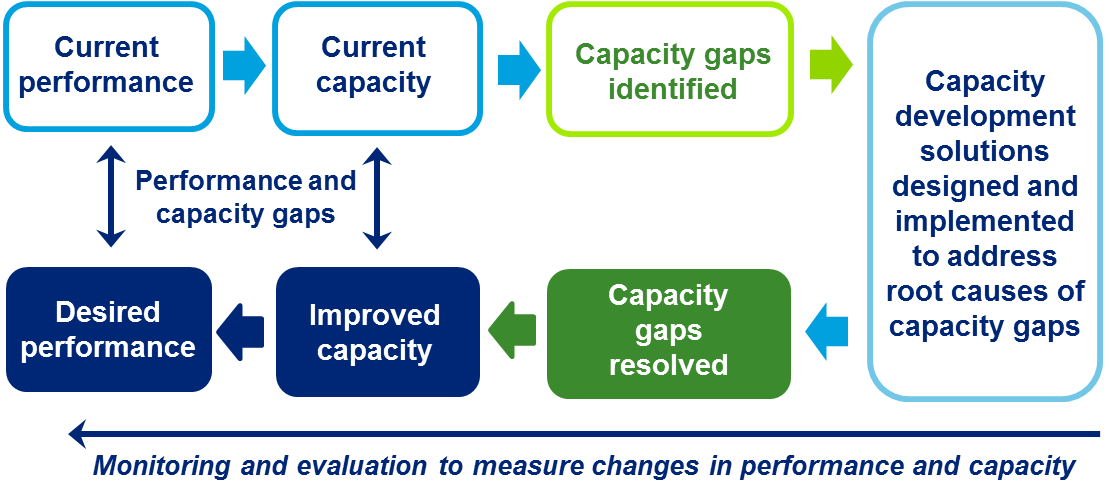 Current
performance
Current
capacity
Capacity gaps
identified
Capacity
development
solutions
designed and
implemented
to address
root causes of
capacity gaps
Performance and
capacity gaps
Desired
performance
Improved
capacity
Capacity
gaps
resolved
Monitoring and evaluation to measure changes in performance and capacity